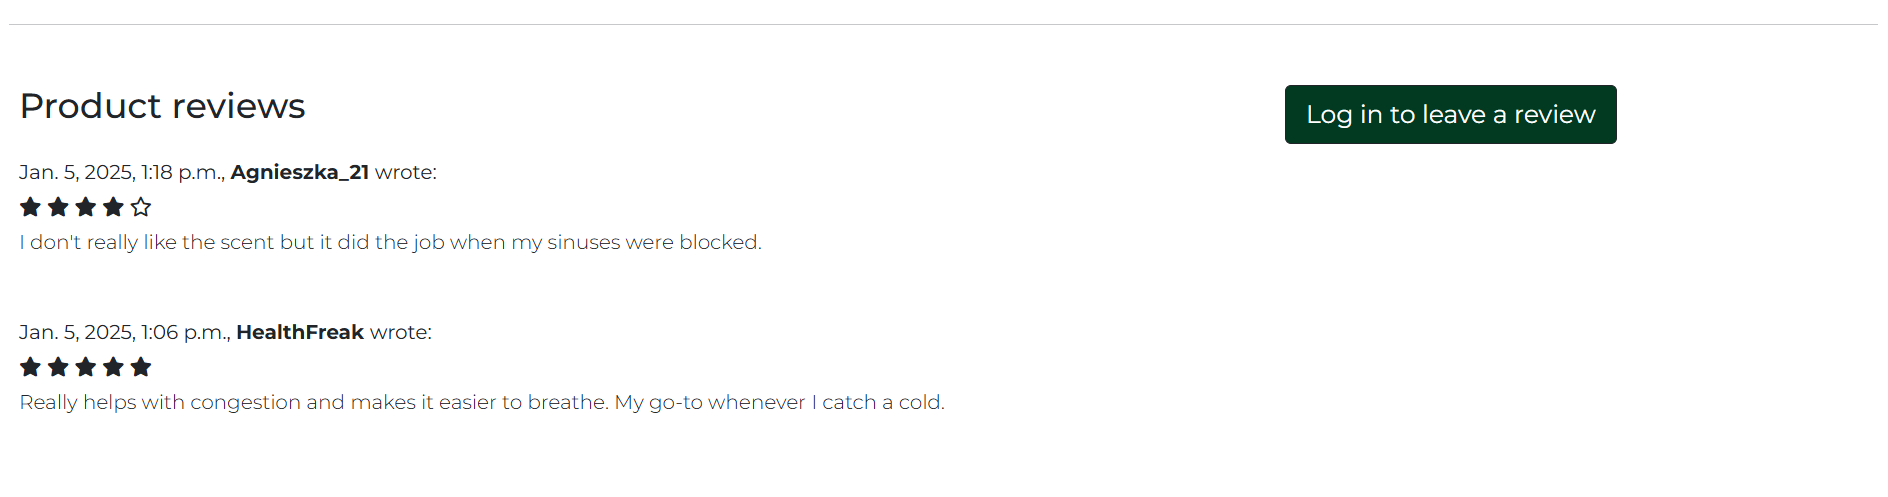 Product reviews
Log in to leave a review
Jan. 5, 2025, 1:18 p.m., Agnieszka_21 wrote:
I don't really like the scent but it did the job when my sinuses were blocked.
Jan. 5, 2025, 1:06 p.m., HealthFreak wrote:
Really helps with congestion and makes it easier to breathe. My go-to whenever I catch a cold.